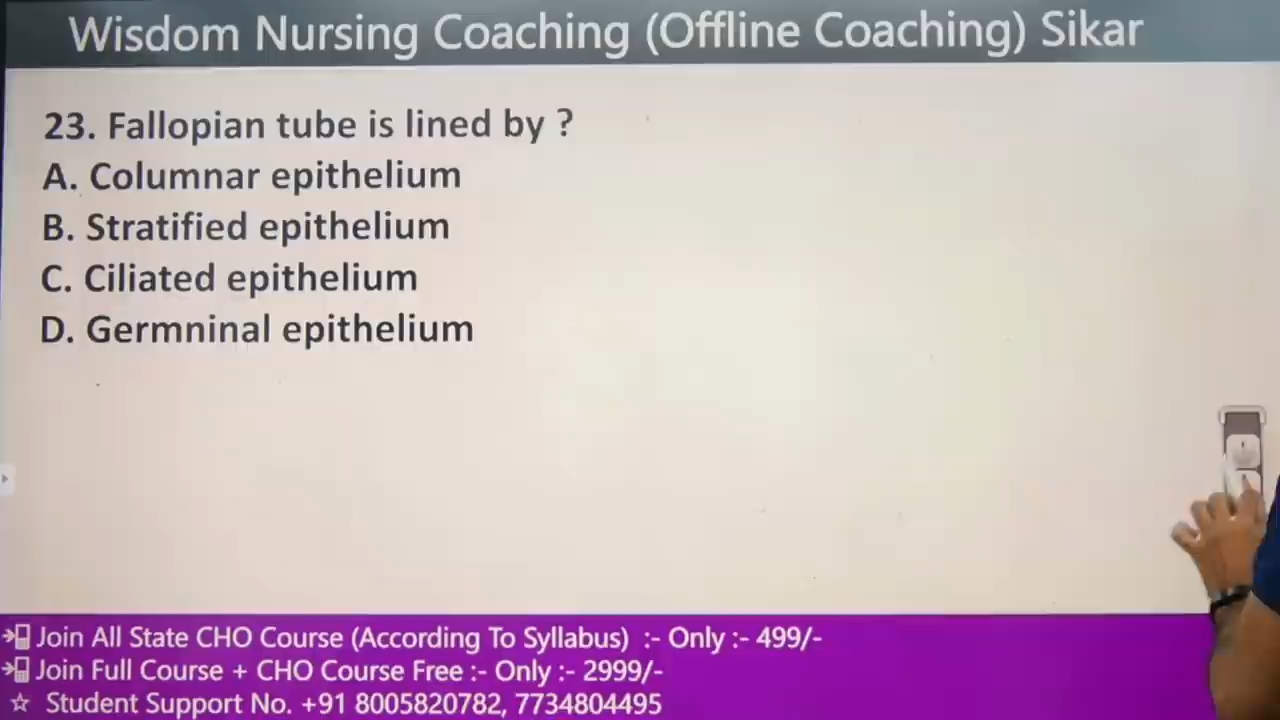 Wisdom Nursing Coaching (Offline Coaching) Sikar
23. Fallopian tube is lined by ?
A. Columnar epithelium
B. Stratified epithelium
C. Ciliated epithelium
D. Germninal epithelium
Join All State CHO Course (According To Syllabus) :- Only :- 499/-
Join Full Course + CHO Course Free :- Only :- 2999/-
☆ Student Support No. +91 8005820782, 7734804495